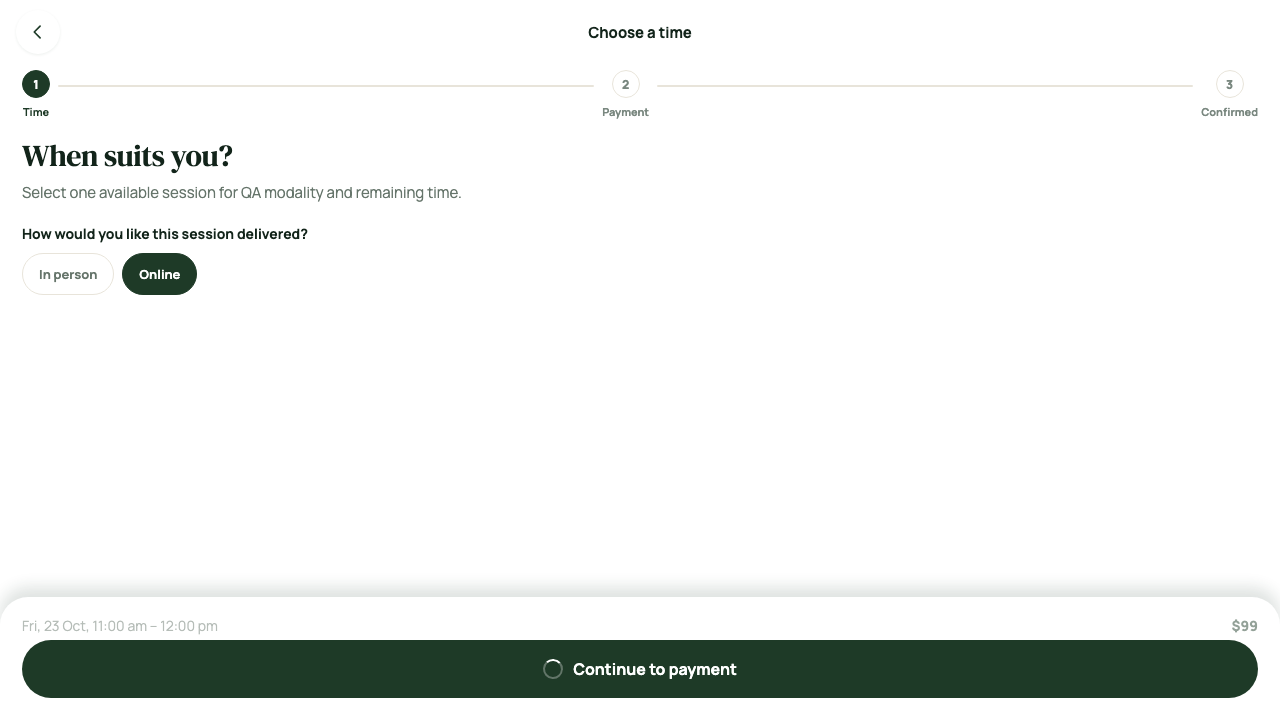 Choose a time
1
2
3
Time
Payment
Confirmed
When suits you?
Select one available session for QA modality and remaining time.
How would you like this session delivered?
In person
Online
Fri, 23 Oct, 11:00 am – 12:00 pm
$99
Continue to payment